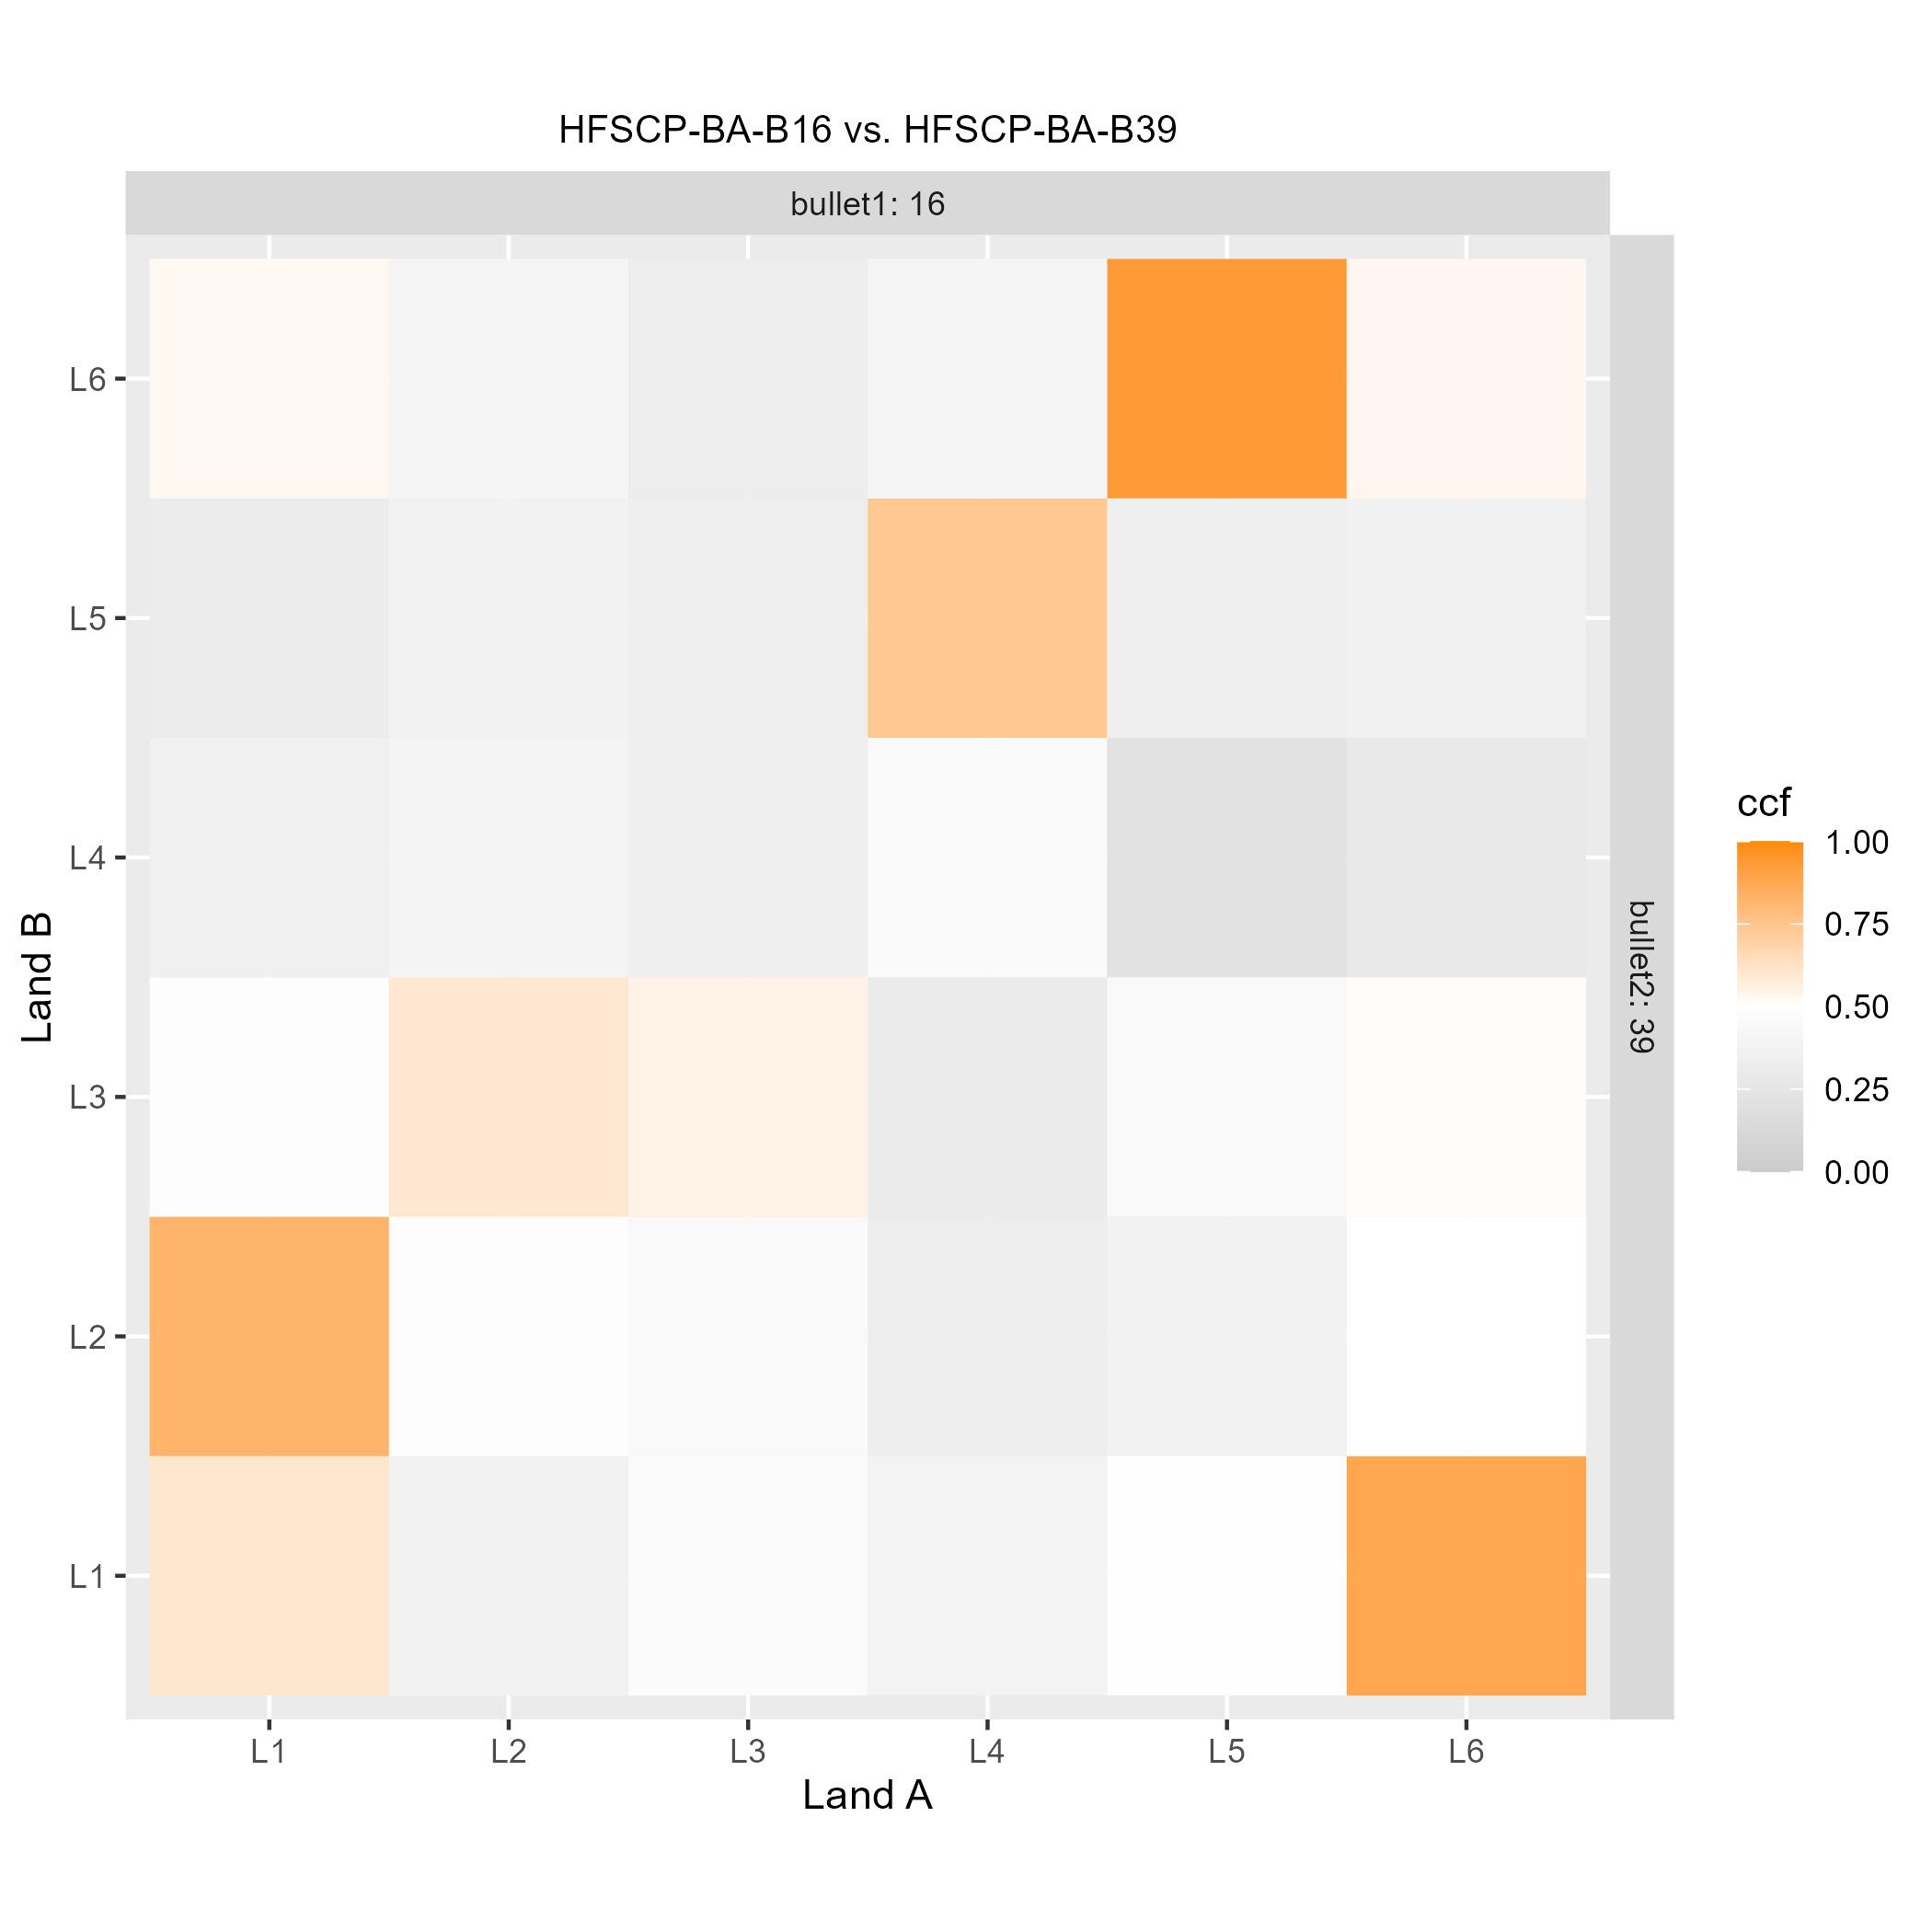 HFSCP-BA-B16 vs. HFSCP-BA-B39
bullet1: 16
L6
L5
L4
L3
L2
L1
Land B
bullet2: 39
ccf
1.00
0.75
0.50
0.25
0.00
L1 L2 L3 L4 L5 L6
Land A